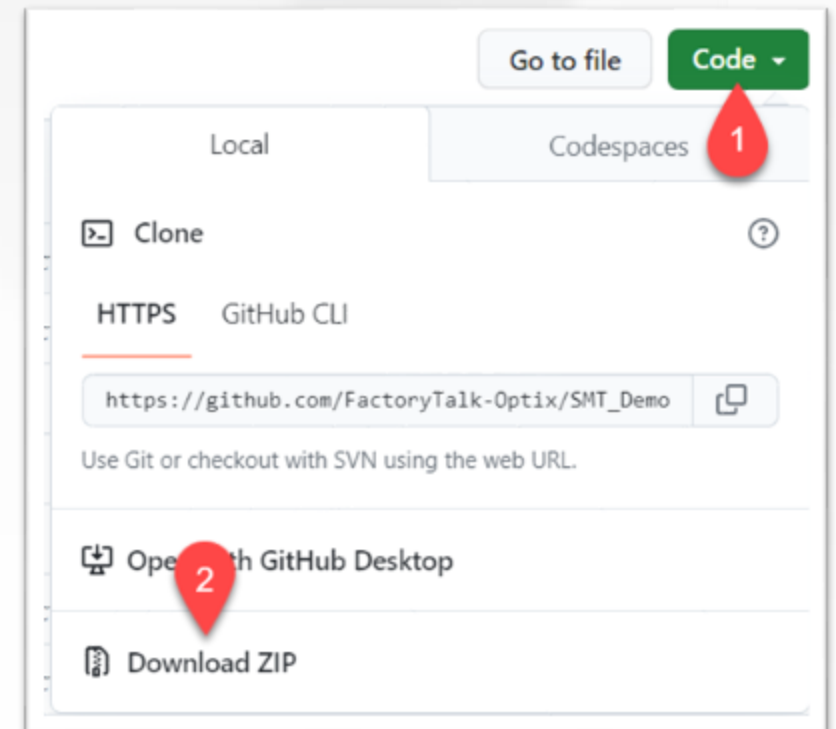 Go to file
Code
1
Local
Codespaces
Clone
HTTPS
GitHub CLI
https://github.com/FactoryTalk-Optix/SMT_Demo
Use Git or checkout with SVN using the web URL.
GitHub Desktop
2
Download ZIP